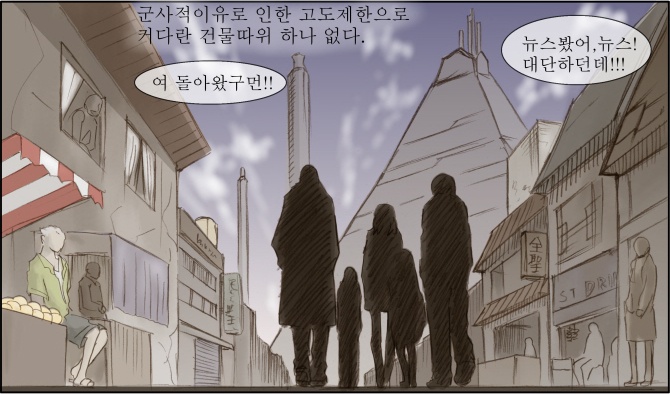 군사적이유로 인한 고도제한으로
커다란 건물따위 하나 없다.
여 돌아왔구먼!!
뉴스봤어,뉴스!
대단하던데!!!